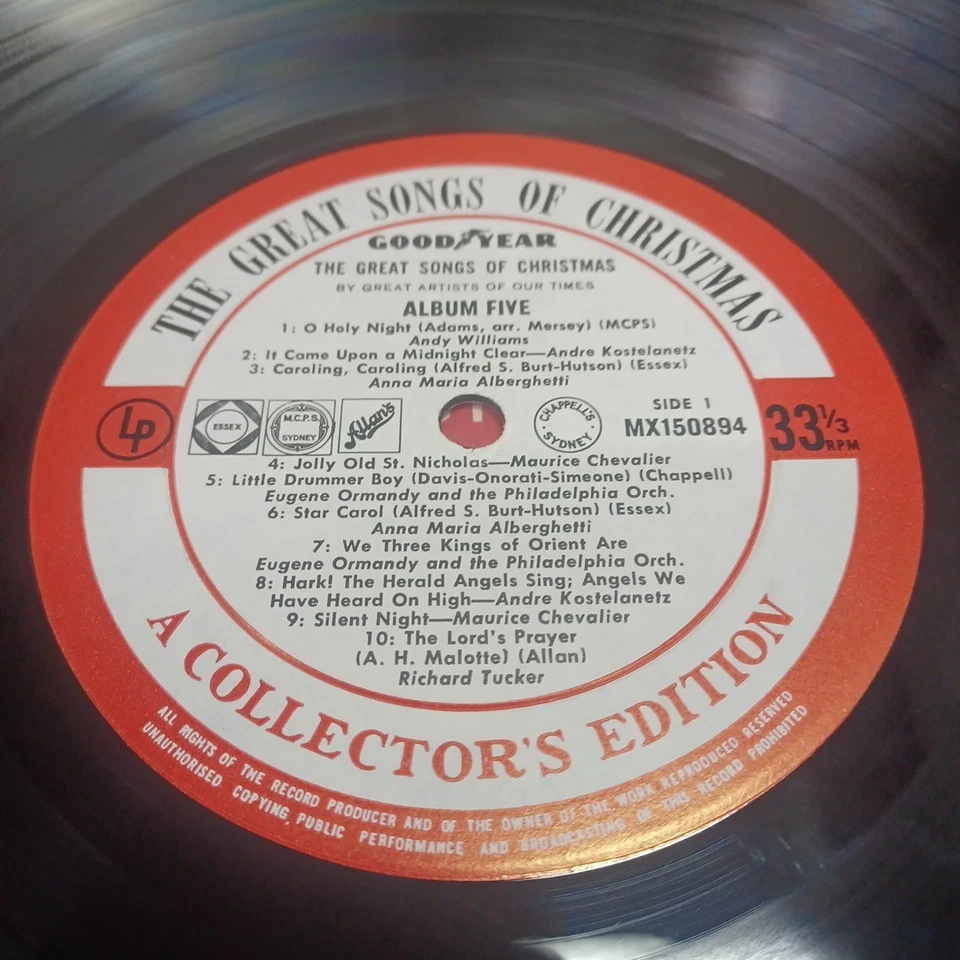 THE GREAT SONGS OF CHRISTMAS
GOODYEAR
THE GREAT SONGS OF CHRISTMAS
BY GREAT ARTISTS OF OUR TIMES
ALBUM FIVE
1: O Holy Night (Adams, arr. Mersey) (MCPS)
Andy Williams
2: It Came Upon a Midnight Clear—Andre Kostelanetz
3: Caroling, Caroling (Alfred S. Burt-Hutson) (Essex)
Anna Maria Alberghetti
LP
ESSEX
M.C.P.S.
SYDNEY
Allan's
CHAPPELL'S
SYDNEY
SIDE 1
MX150894
33 1/3
RPM
4: Jolly Old St. Nicholas—Maurice Chevalier
5: Little Drummer Boy (Davis-Onorati-Simeone) (Chappell)
Eugene Ormandy and the Philadelphia Orch.
6: Star Carol (Alfred S. Burt-Hutson) (Essex)
Anna Maria Alberghetti
7: We Three Kings of Orient Are
Eugene Ormandy and the Philadelphia Orch.
8: Hark! The Herald Angels Sing; Angels We
Have Heard On High—Andre Kostelanetz
9: Silent Night—Maurice Chevalier
10: The Lord's Prayer
(A. H. Malotte) (Allan)
Richard Tucker
A COLLECTOR'S EDITION
ALL RIGHTS OF THE RECORD PRODUCER AND OF THE OWNER OF THE WORK REPRODUCED RESERVED
UNAUTHORISED COPYING, PUBLIC PERFORMANCE AND BROADCASTING OF THIS RECORD PROHIBITED